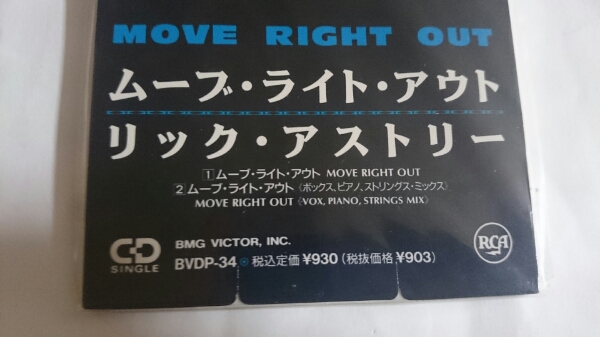 MOVE RIGHT OUT
ムーブ・ライト・アウト
リック・アストリー
1 ムーブ・ライト・アウト MOVE RIGHT OUT
2 ムーブ・ライト・アウト〈ボックス,ピアノ,ストリングス・ミックス〉
MOVE RIGHT OUT〈VOX, PIANO, STRINGS MIX〉
CD SINGLE
BMG VICTOR, INC.
BVDP-34 税込定価¥930(税抜価格¥903)
RCA